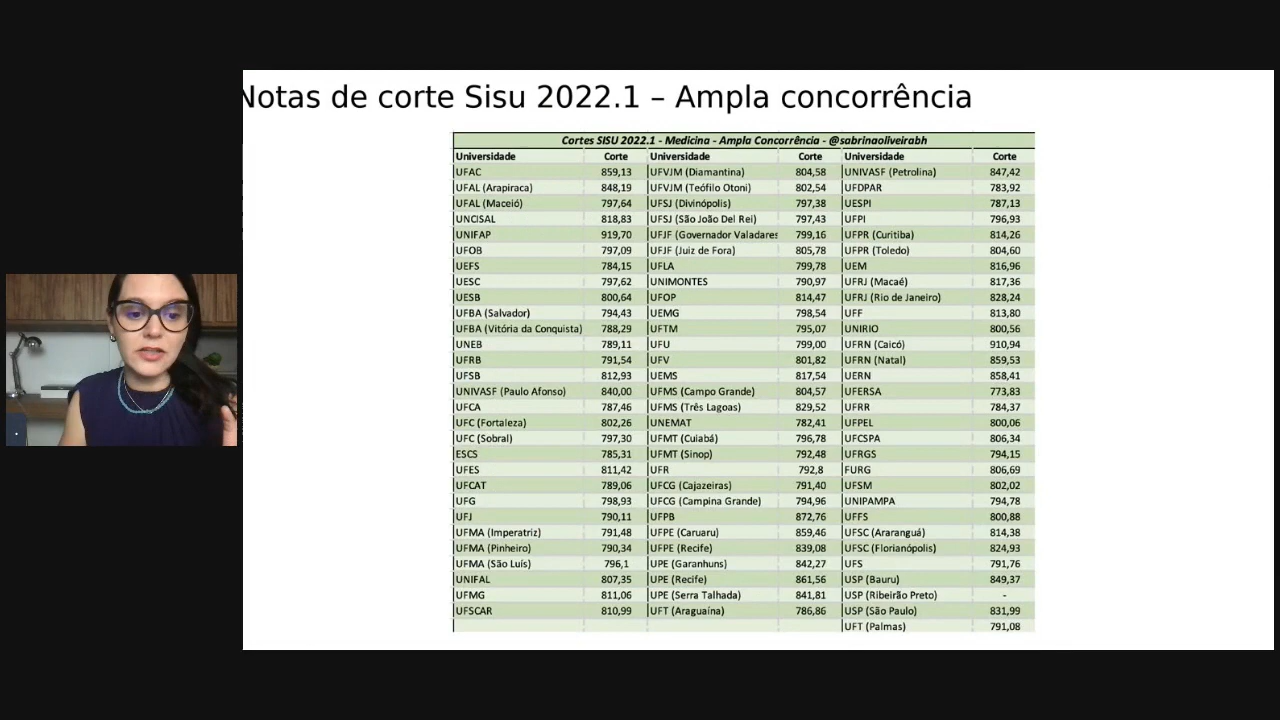 Notas de corte Sisu 2022.1 – Ampla concorrência
Cortes SISU 2022.1 - Medicina - Ampla Concorrência - @sabrinaoliveirabh
Universidade Corte Universidade Corte Universidade Corte
UFAC 859,13 UFVJM (Diamantina) 804,58 UNIVASF (Petrolina) 847,42
UFAL (Arapiraca) 848,19 UFVJM (Teófilo Otoni) 802,54 UFDPAR 783,92
UFAL (Maceió) 797,64 UFSJ (Divinópolis) 797,38 UESPI 787,13
UNCISAL 818,83 UFSJ (São João Del Rei) 797,43 UFPI 796,93
UNIFAP 919,70 UFJF (Governador Valadares 799,16 UFPR (Curitiba) 814,26
UFOB 797,09 UFJF (Juiz de Fora) 805,78 UFPR (Toledo) 804,60
UEFS 784,15 UFLA 799,78 UEM 816,96
UESC 797,62 UNIMONTES 790,97 UFRJ (Macaé) 817,36
UESB 800,64 UFOP 814,47 UFRJ (Rio de Janeiro) 828,24
UFBA (Salvador) 794,43 UEMG 798,54 UFF 813,80
UFBA (Vitória da Conquista) 788,29 UFTM 795,07 UNIRIO 800,56
UNEB 789,11 UFU 799,00 UFRN (Caicó) 910,94
UFRB 791,54 UFV 801,82 UFRN (Natal) 859,53
UFSB 812,93 UEMS 817,54 UERN 858,41
UNIVASF (Paulo Afonso) 840,00 UFMS (Campo Grande) 804,57 UFERSA 773,83
UFCA 787,46 UFMS (Três Lagoas) 829,52 UFRR 784,37
UFC (Fortaleza) 802,26 UNEMAT 782,41 UFPEL 800,06
UFC (Sobral) 797,30 UFMT (Cuiabá) 796,78 UFCSPA 806,34
ESCS 785,31 UFMT (Sinop) 792,48 UFRGS 794,15
UFES 811,42 UFR 792,8 FURG 806,69
UFCAT 789,06 UFCG (Cajazeiras) 791,40 UFSM 802,02
UFG 798,93 UFCG (Campina Grande) 794,96 UNIPAMPA 794,78
UFJ 790,11 UFPB 872,76 UFFS 800,88
UFMA (Imperatriz) 791,48 UFPE (Caruaru) 859,46 UFSC (Araranguá) 814,38
UFMA (Pinheiro) 790,34 UFPE (Recife) 839,08 UFSC (Florianópolis) 824,93
UFMA (São Luís) 796,1 UPE (Garanhuns) 842,27 UFS 791,76
UNIFAL 807,35 UPE (Recife) 861,56 USP (Bauru) 849,37
UFMG 811,06 UPE (Serra Talhada) 841,81 USP (Ribeirão Preto) -
UFSCAR 810,99 UFT (Araguaína) 786,86 USP (São Paulo) 831,99
UFT (Palmas) 791,08